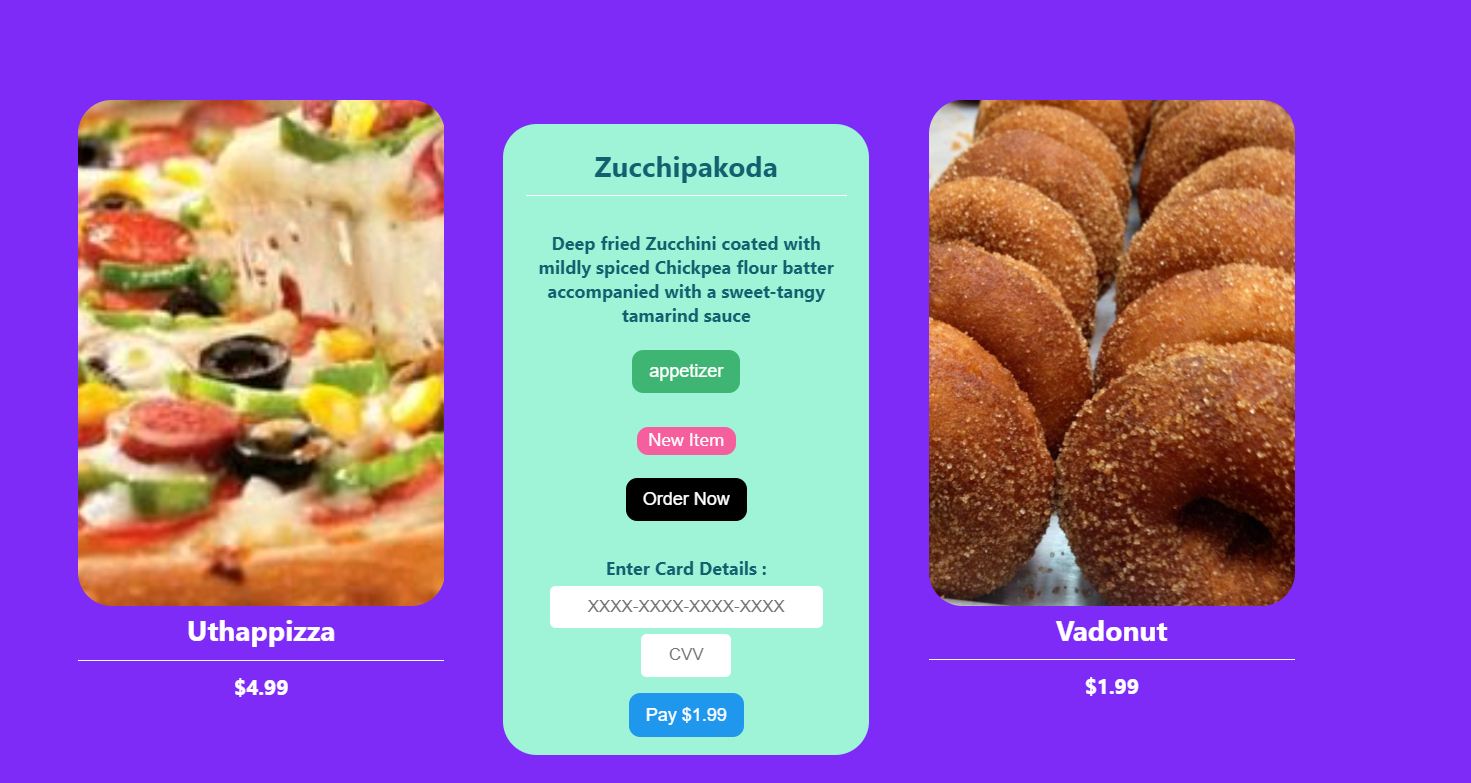 Uthappizza
$4.99
Zucchipakoda
Deep fried Zucchini coated with
mildly spiced Chickpea flour batter
accompanied with a sweet-tangy
tamarind sauce
appetizer
New Item
Order Now
Enter Card Details :
XXXX-XXXX-XXXX-XXXX
CVV
Pay $1.99
Vadonut
$1.99